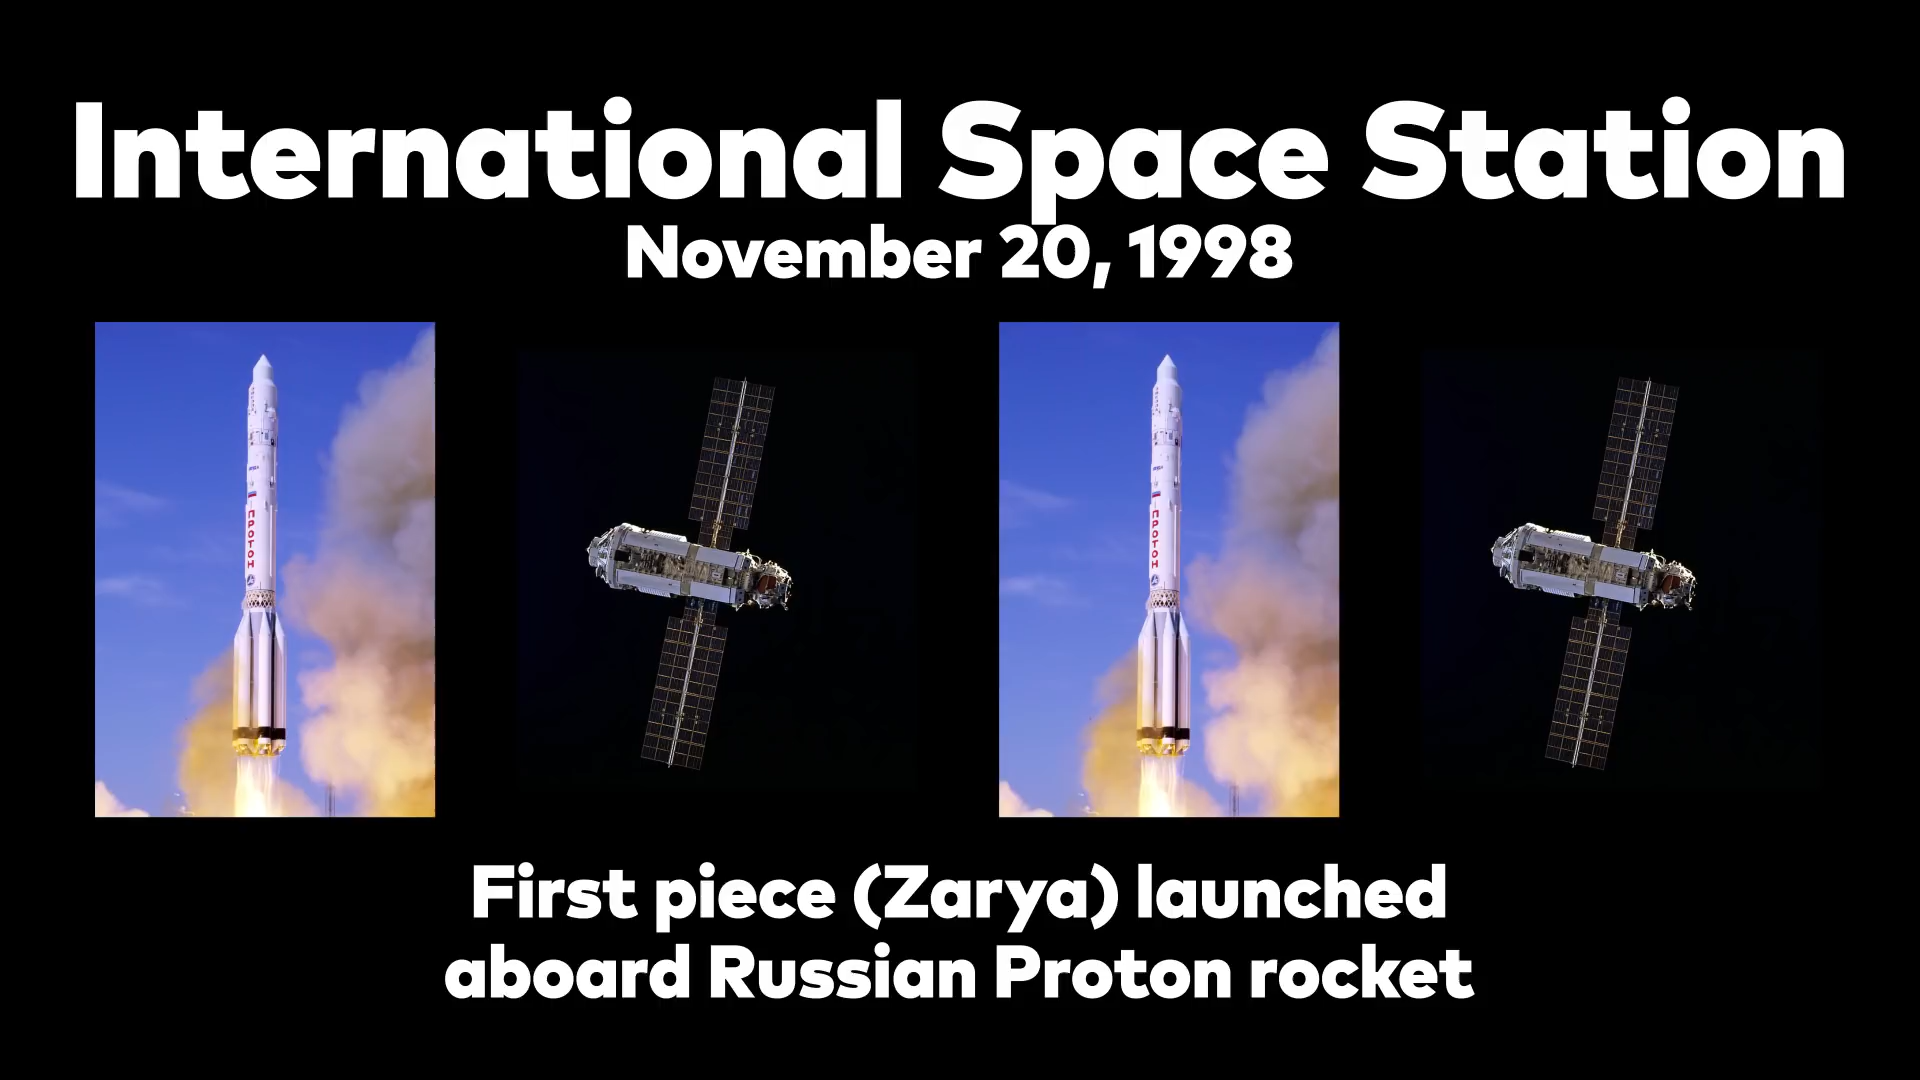 International Space Station
November 20, 1998
ПРОТОН
ПРОТОН
First piece (Zarya) launched
aboard Russian Proton rocket